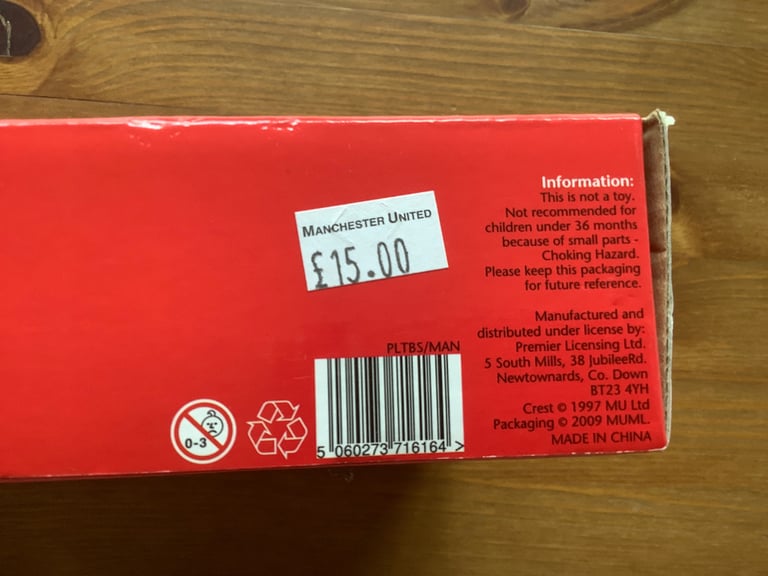 MANCHESTER UNITED
£15.00
Information:
This is not a toy.
Not recommended for
children under 36 months
because of small parts -
Choking Hazard.
Please keep this packaging
for future reference.
Manufactured and
distributed under license by:
Premier Licensing Ltd.
5 South Mills, 38 JubileeRd.
Newtownards, Co. Down
BT23 4YH
Crest © 1997 MU Ltd
Packaging © 2009 MUML.
MADE IN CHINA
PLTBS/MAN
5 060273 716164 >
0-3